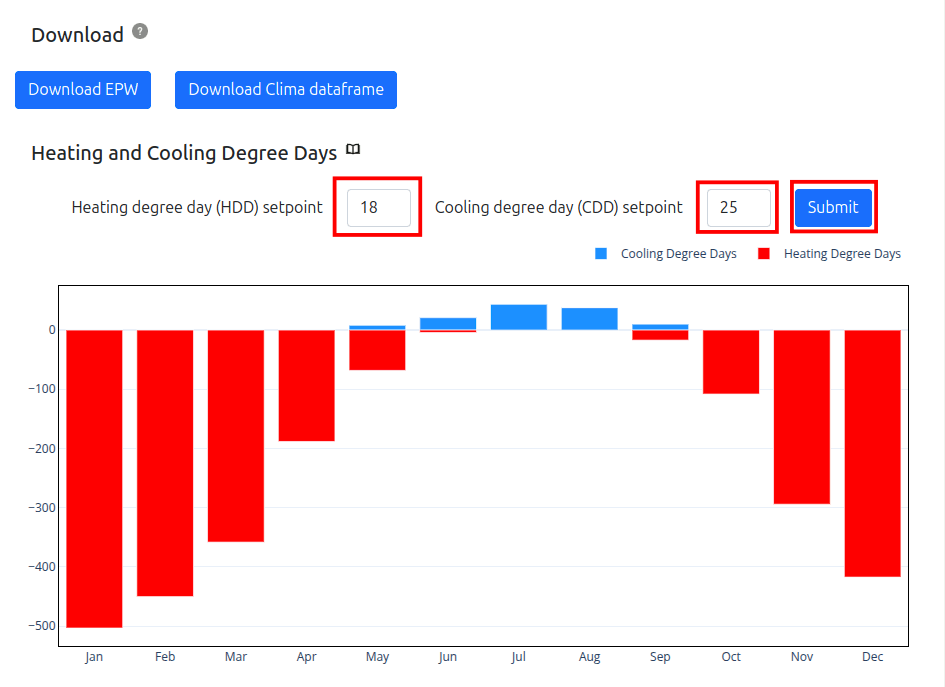 Download ?
Download EPW Download Clima dataframe
Heating and Cooling Degree Days
Heating degree day (HDD) setpoint 18 Cooling degree day (CDD) setpoint 25 Submit
Cooling Degree Days Heating Degree Days
0
−100
−200
−300
−400
−500
Jan Feb Mar Apr May Jun Jul Aug Sep Oct Nov Dec